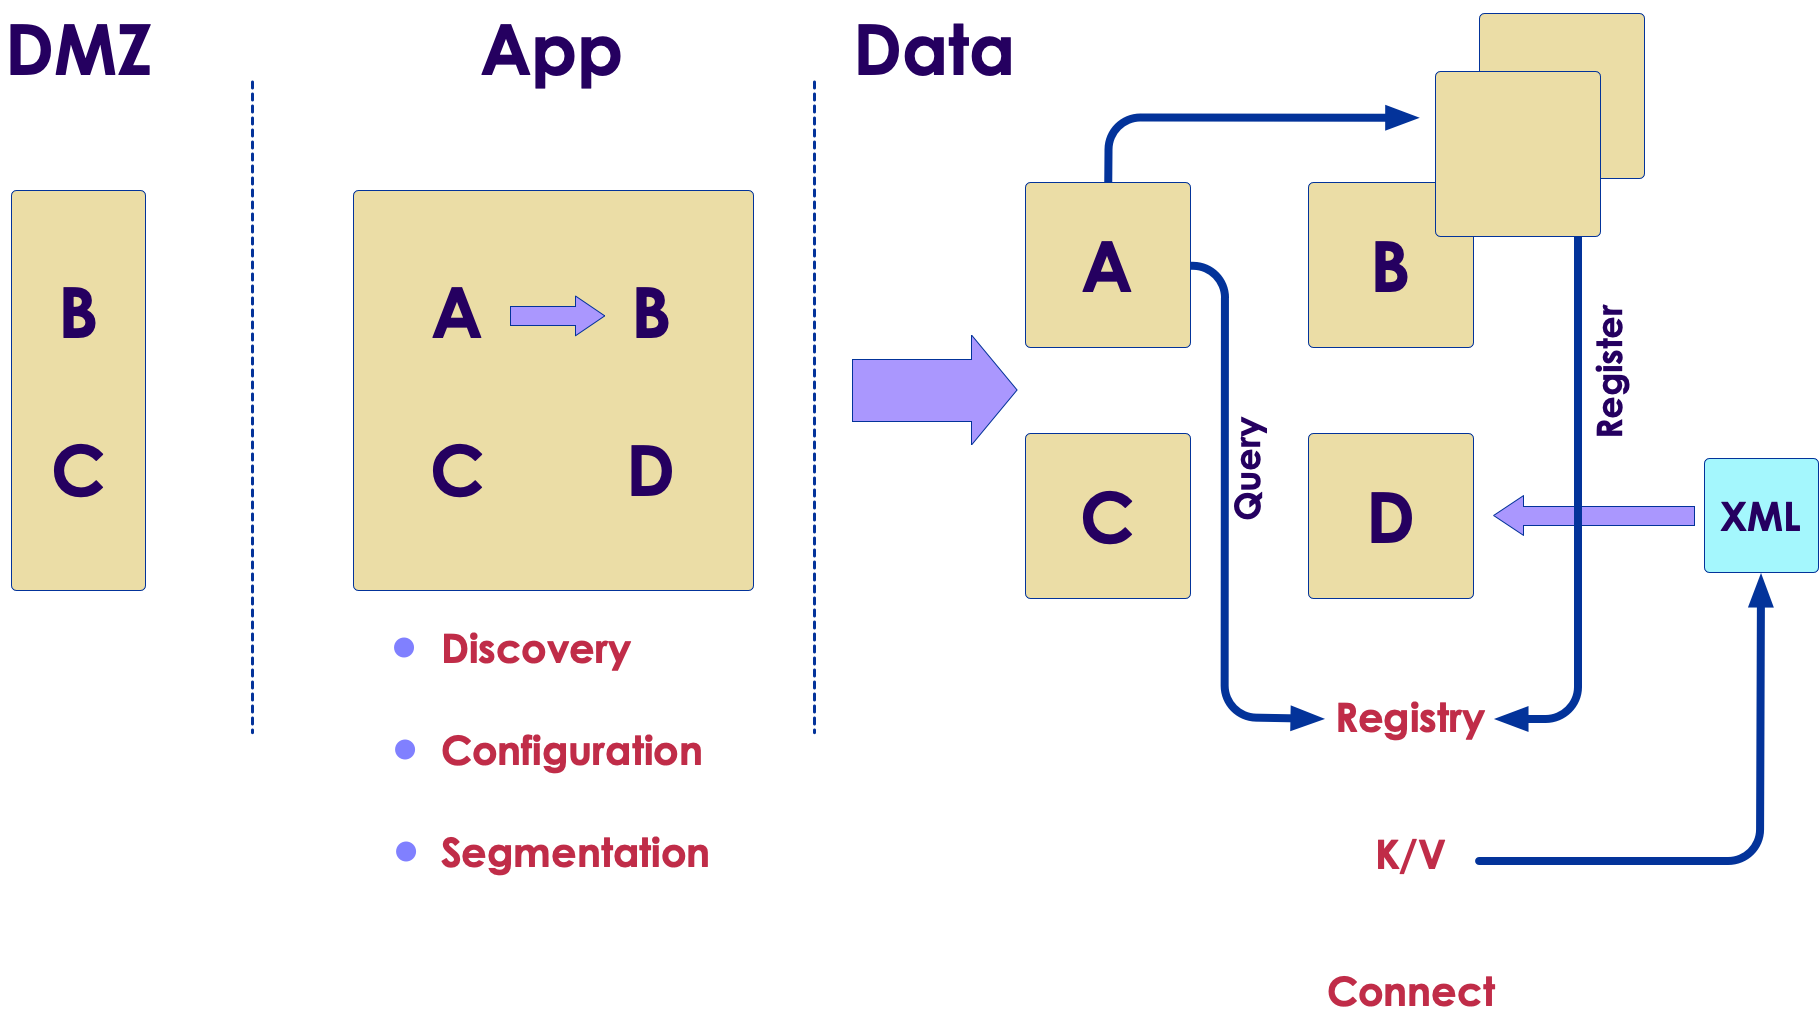 DMZ
App
Data
B
C
A
B
C
D
Discovery
Configuration
Segmentation
A
B
C
D
Query
Register
XML
Registry
K/V
Connect